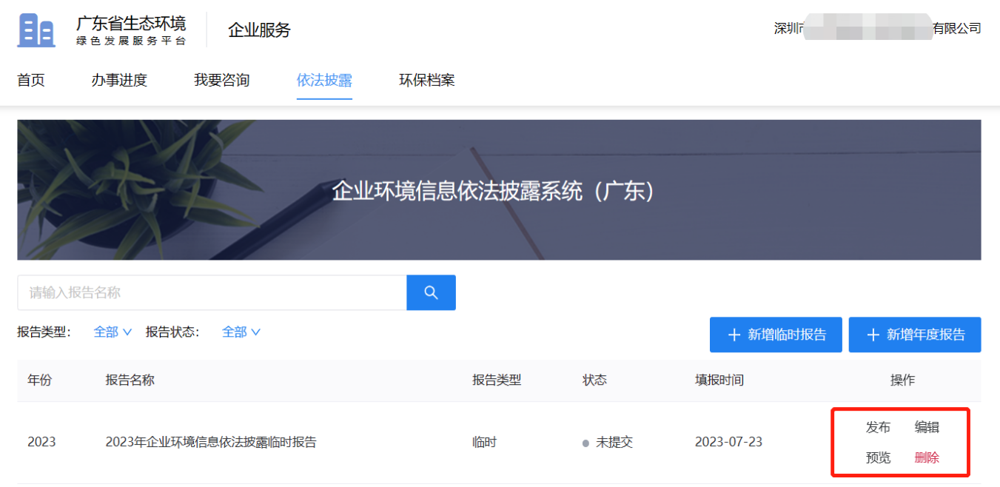 广东省生态环境
绿色发展服务平台
企业服务
深圳市
有限公司
首页 办事进度 我要咨询 依法披露 环保档案
企业环境信息依法披露系统（广东）
请输入报告名称
报告类型： 全部 报告状态： 全部
新增临时报告 新增年度报告
年份 报告名称 报告类型 状态 填报时间 操作
2023 2023年企业环境信息依法披露临时报告 临时 未提交 2023-07-23
发布 编辑
预览 删除